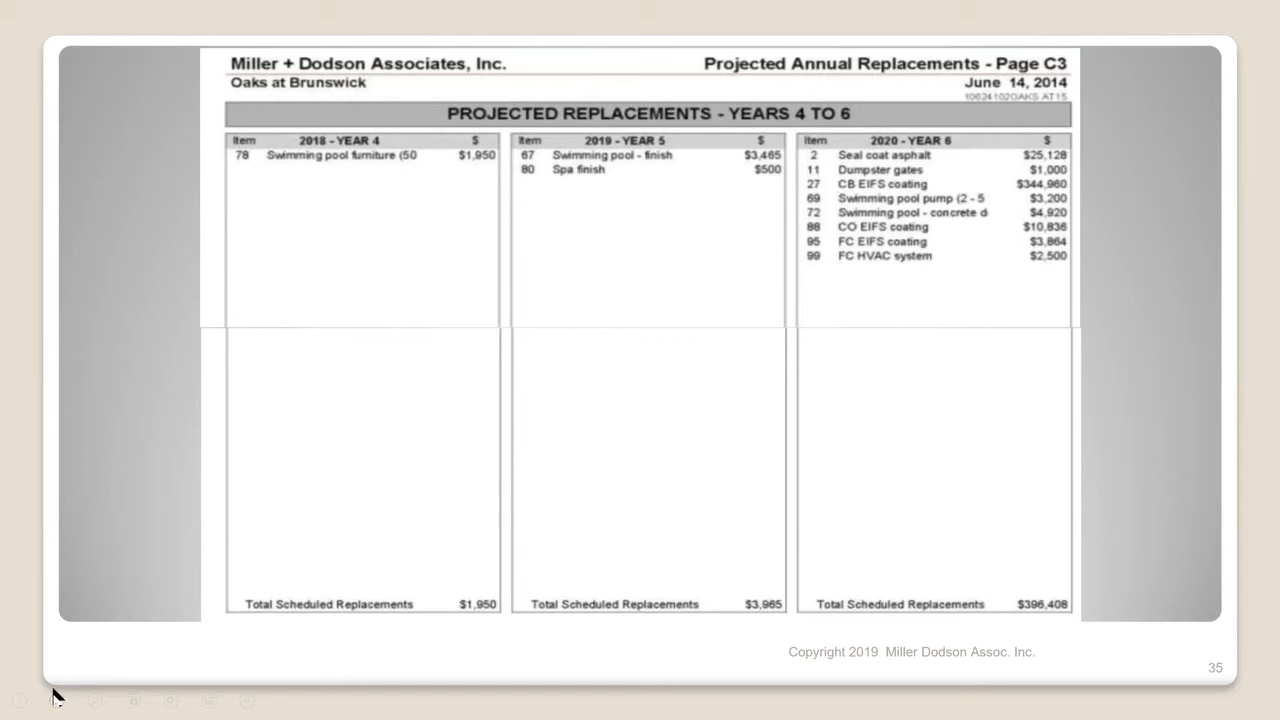 Miller + Dodson Associates, Inc. Projected Annual Replacements - Page C3
Oaks at Brunswick June 14, 2014
PROJECTED REPLACEMENTS - YEARS 4 TO 6
Item 2018 - YEAR 4 $
78 Swimming pool furniture (50 $1,950
Total Scheduled Replacements $1,950
Item 2019 - YEAR 5 $
67 Swimming pool - finish $3,465
80 Spa finish $500
Total Scheduled Replacements $3,965
Item 2020 - YEAR 6 $
2 Seal coat asphalt $25,128
11 Dumpster gates $1,000
27 CB EIFS coating $344,960
69 Swimming pool pump (2 - 5 $3,200
72 Swimming pool - concrete d $4,920
88 CO EIFS coating $10,836
95 FC EIFS coating $3,864
99 FC HVAC system $2,500
Total Scheduled Replacements $396,408
Copyright 2019 Miller Dodson Assoc. Inc.
35